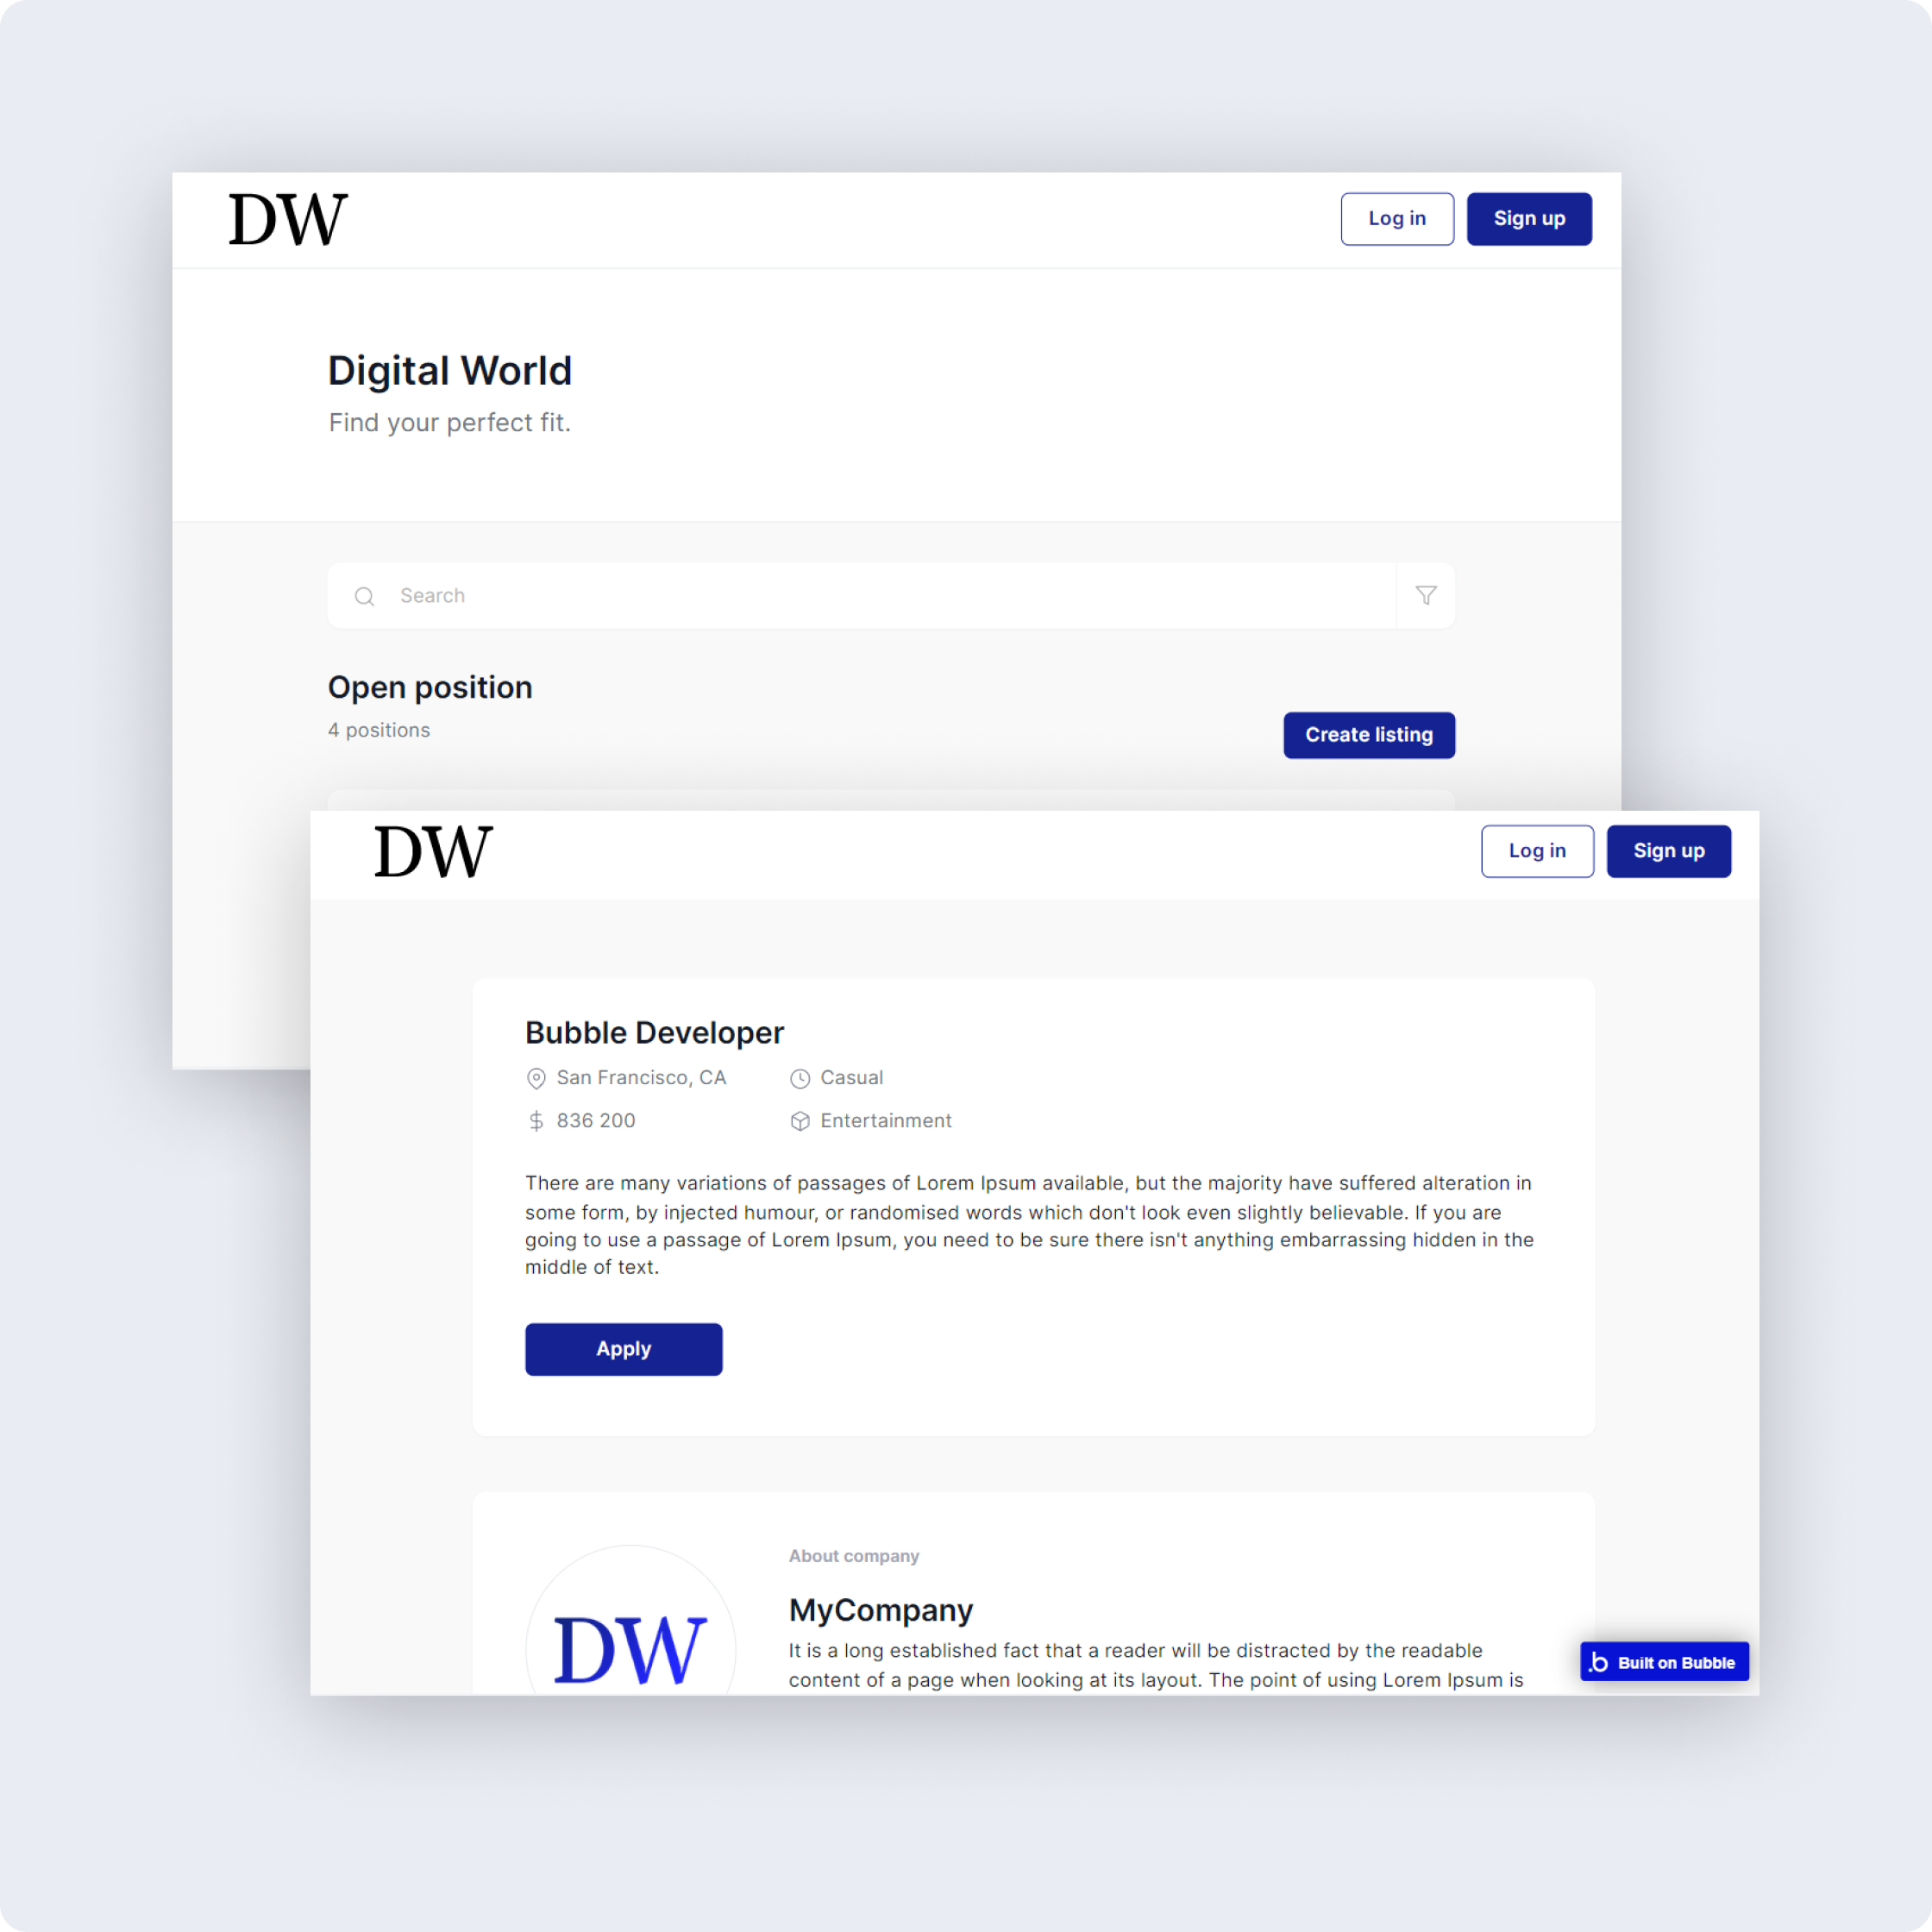 DW
Log in
Sign up
Digital World
Find your perfect fit.
Search
Open position
4 positions
Create listing
DW
Log in
Sign up
Bubble Developer
San Francisco, CA
Casual
$ 836 200
Entertainment
There are many variations of passages of Lorem Ipsum available, but the majority have suffered alteration in
some form, by injected humour, or randomised words which don't look even slightly believable. If you are
going to use a passage of Lorem Ipsum, you need to be sure there isn't anything embarrassing hidden in the
middle of text.
Apply
DW
About company
MyCompany
It is a long established fact that a reader will be distracted by the readable
content of a page when looking at its layout. The point of using Lorem Ipsum is
.b Built on Bubble